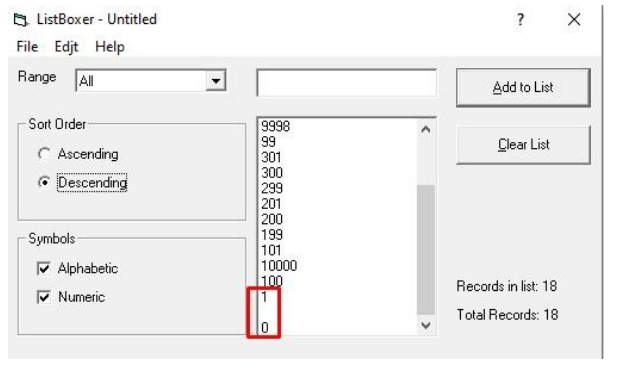 ListBoxer - Untitled
?
File Edjt Help
Range All
Add to List
Sort Order
Ascending
Descending
Clear List
9998
99
301
300
299
201
200
199
101
10000
100
1
0
Symbols
Alphabetic
Numeric
Records in list: 18
Total Records: 18